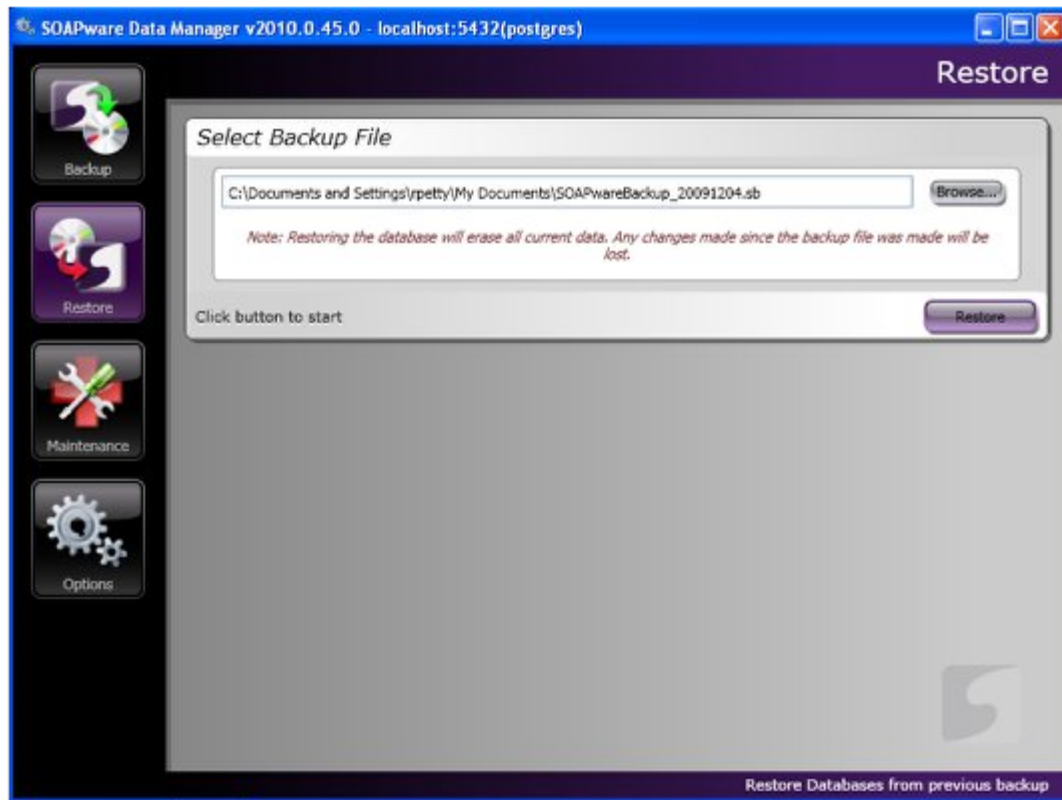 SOAPware Data Manager v2010.0.45.0 - localhost:5432(postgres)
Restore
Backup
Restore
Maintenance
Options
Select Backup File
C:\Documents and Settings\rpetty\My Documents\SOAPwareBackup_20091204.sb
Browse...
Note: Restoring the database will erase all current data. Any changes made since the backup file was made will be
lost.
Click button to start
Restore
Restore Databases from previous backup